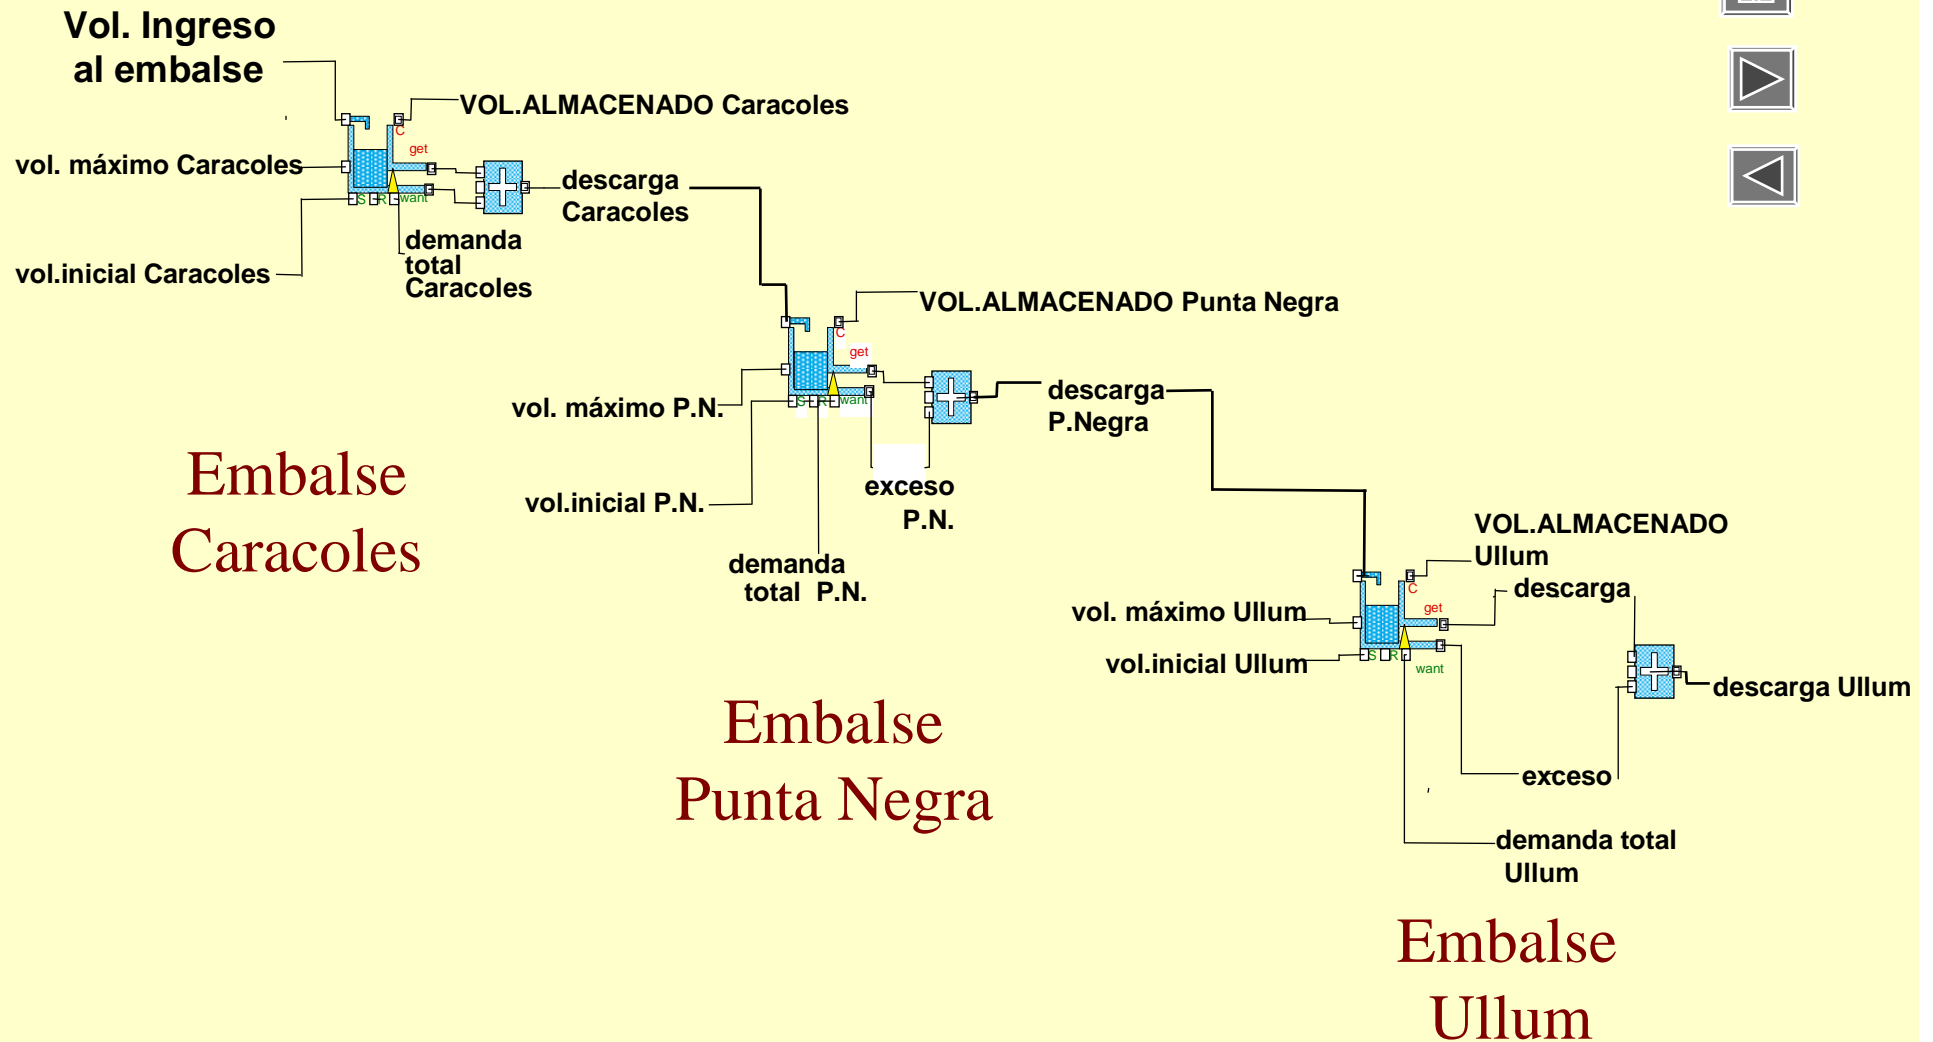 Vol. Ingreso
al embalse
VOL.ALMACENADO Caracoles
C
get
vol. máximo Caracoles
descarga
Caracoles
S R want
demanda
total
Caracoles
vol.inicial Caracoles
VOL.ALMACENADO Punta Negra
C
get
vol. máximo P.N.
S R want
descarga
P.Negra
vol.inicial P.N.
exceso
P.N.
demanda
total P.N.
Embalse
Caracoles
VOL.ALMACENADO
Ullum
C
descarga
get
vol. máximo Ullum
vol.inicial Ullum
S R
want
descarga Ullum
exceso
demanda total
Ullum
Embalse
Punta Negra
Embalse
Ullum